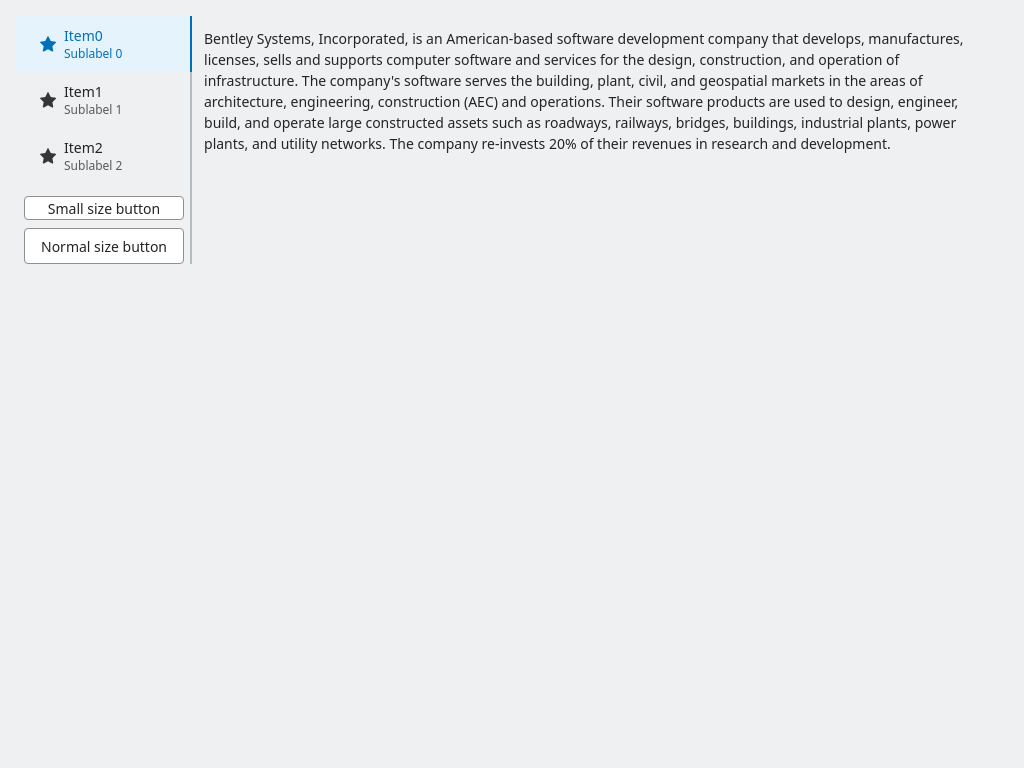 Item0
Sublabel 0
Item1
Sublabel 1
Item2
Sublabel 2
Small size button
Normal size button
Bentley Systems, Incorporated, is an American-based software development company that develops, manufactures,
licenses, sells and supports computer software and services for the design, construction, and operation of
infrastructure. The company's software serves the building, plant, civil, and geospatial markets in the areas of
architecture, engineering, construction (AEC) and operations. Their software products are used to design, engineer,
build, and operate large constructed assets such as roadways, railways, bridges, buildings, industrial plants, power
plants, and utility networks. The company re-invests 20% of their revenues in research and development.